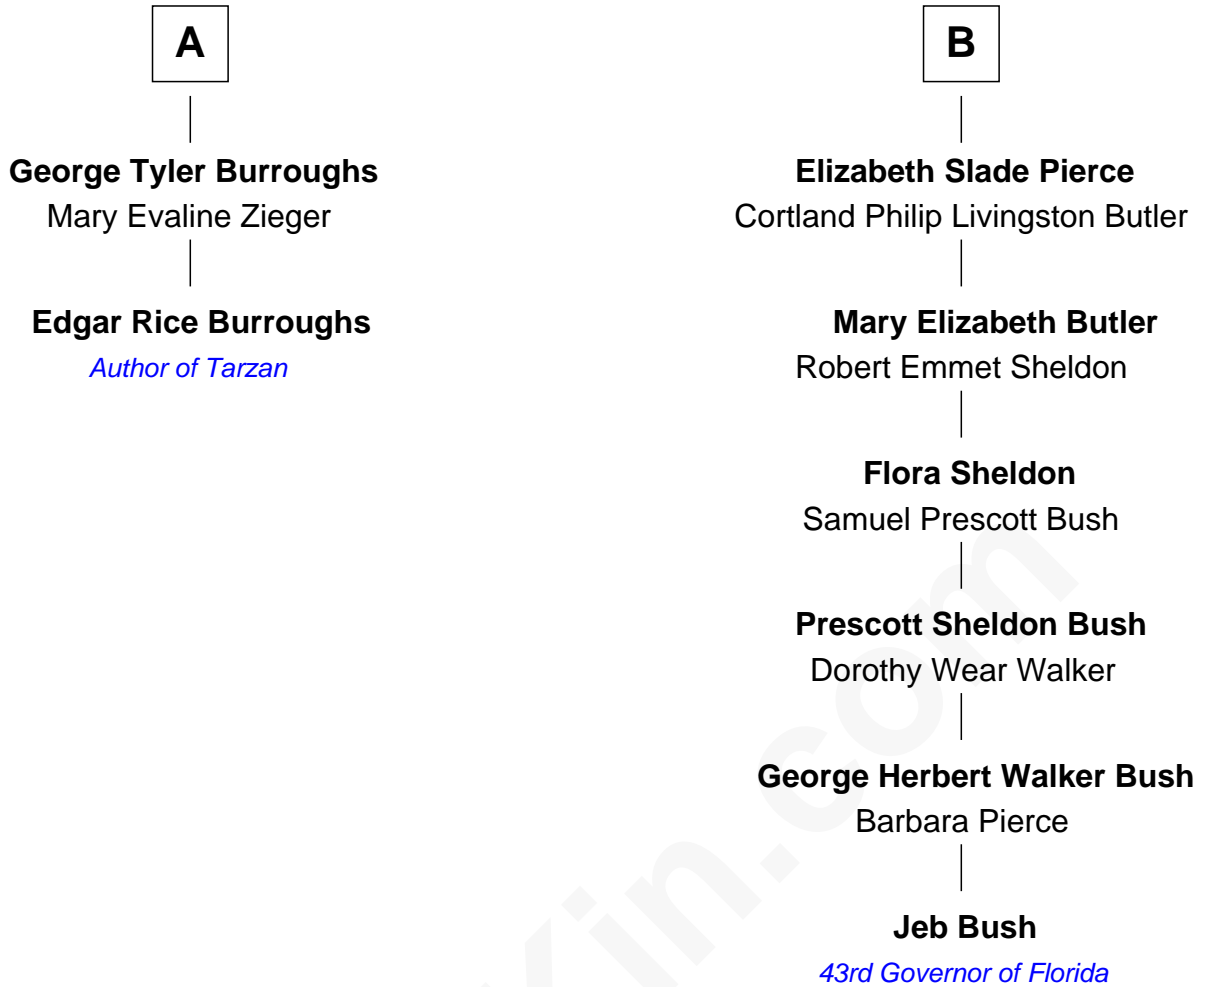 A
George Tyler Burroughs
Mary Evaline Zieger
Edgar Rice Burroughs
Author of Tarzan
B
Elizabeth Slade Pierce
Cortland Philip Livingston Butler
Mary Elizabeth Butler
Robert Emmet Sheldon
Flora Sheldon
Samuel Prescott Bush
Prescott Sheldon Bush
Dorothy Wear Walker
George Herbert Walker Bush
Barbara Pierce
Jeb Bush
43rd Governor of Florida
Kin.com